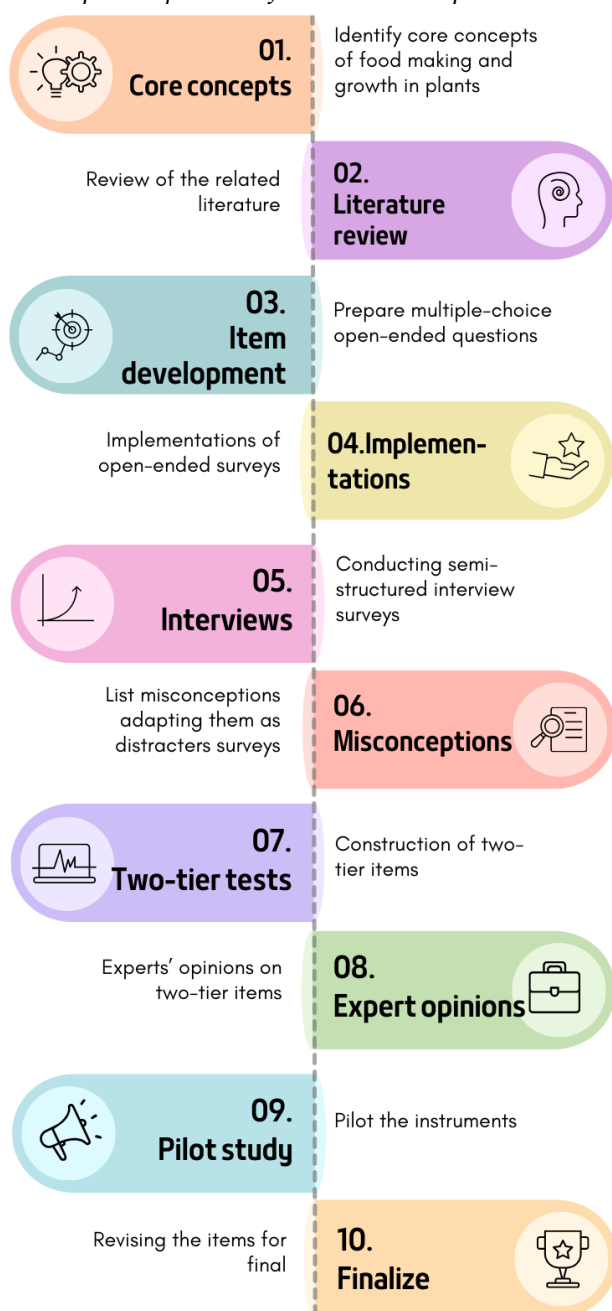 01.
Core concepts
Identify core concepts
of food making and
growth in plants
Review of the related
literature
02.
Literature
review
03.
Item
development
Prepare multiple-choice
open-ended questions
Implementations of
open-ended surveys
04.Implemen-
tations
05.
Interviews
Conducting semi-
structured interview
surveys
List misconceptions
adapting them as
distracters surveys
06.
Misconceptions
07.
Two-tier tests
Construction of two-
tier items
Experts’ opinions on
two-tier items
08.
Expert opinions
09.
Pilot study
Pilot the instruments
Revising the items for
final
10.
Finalize